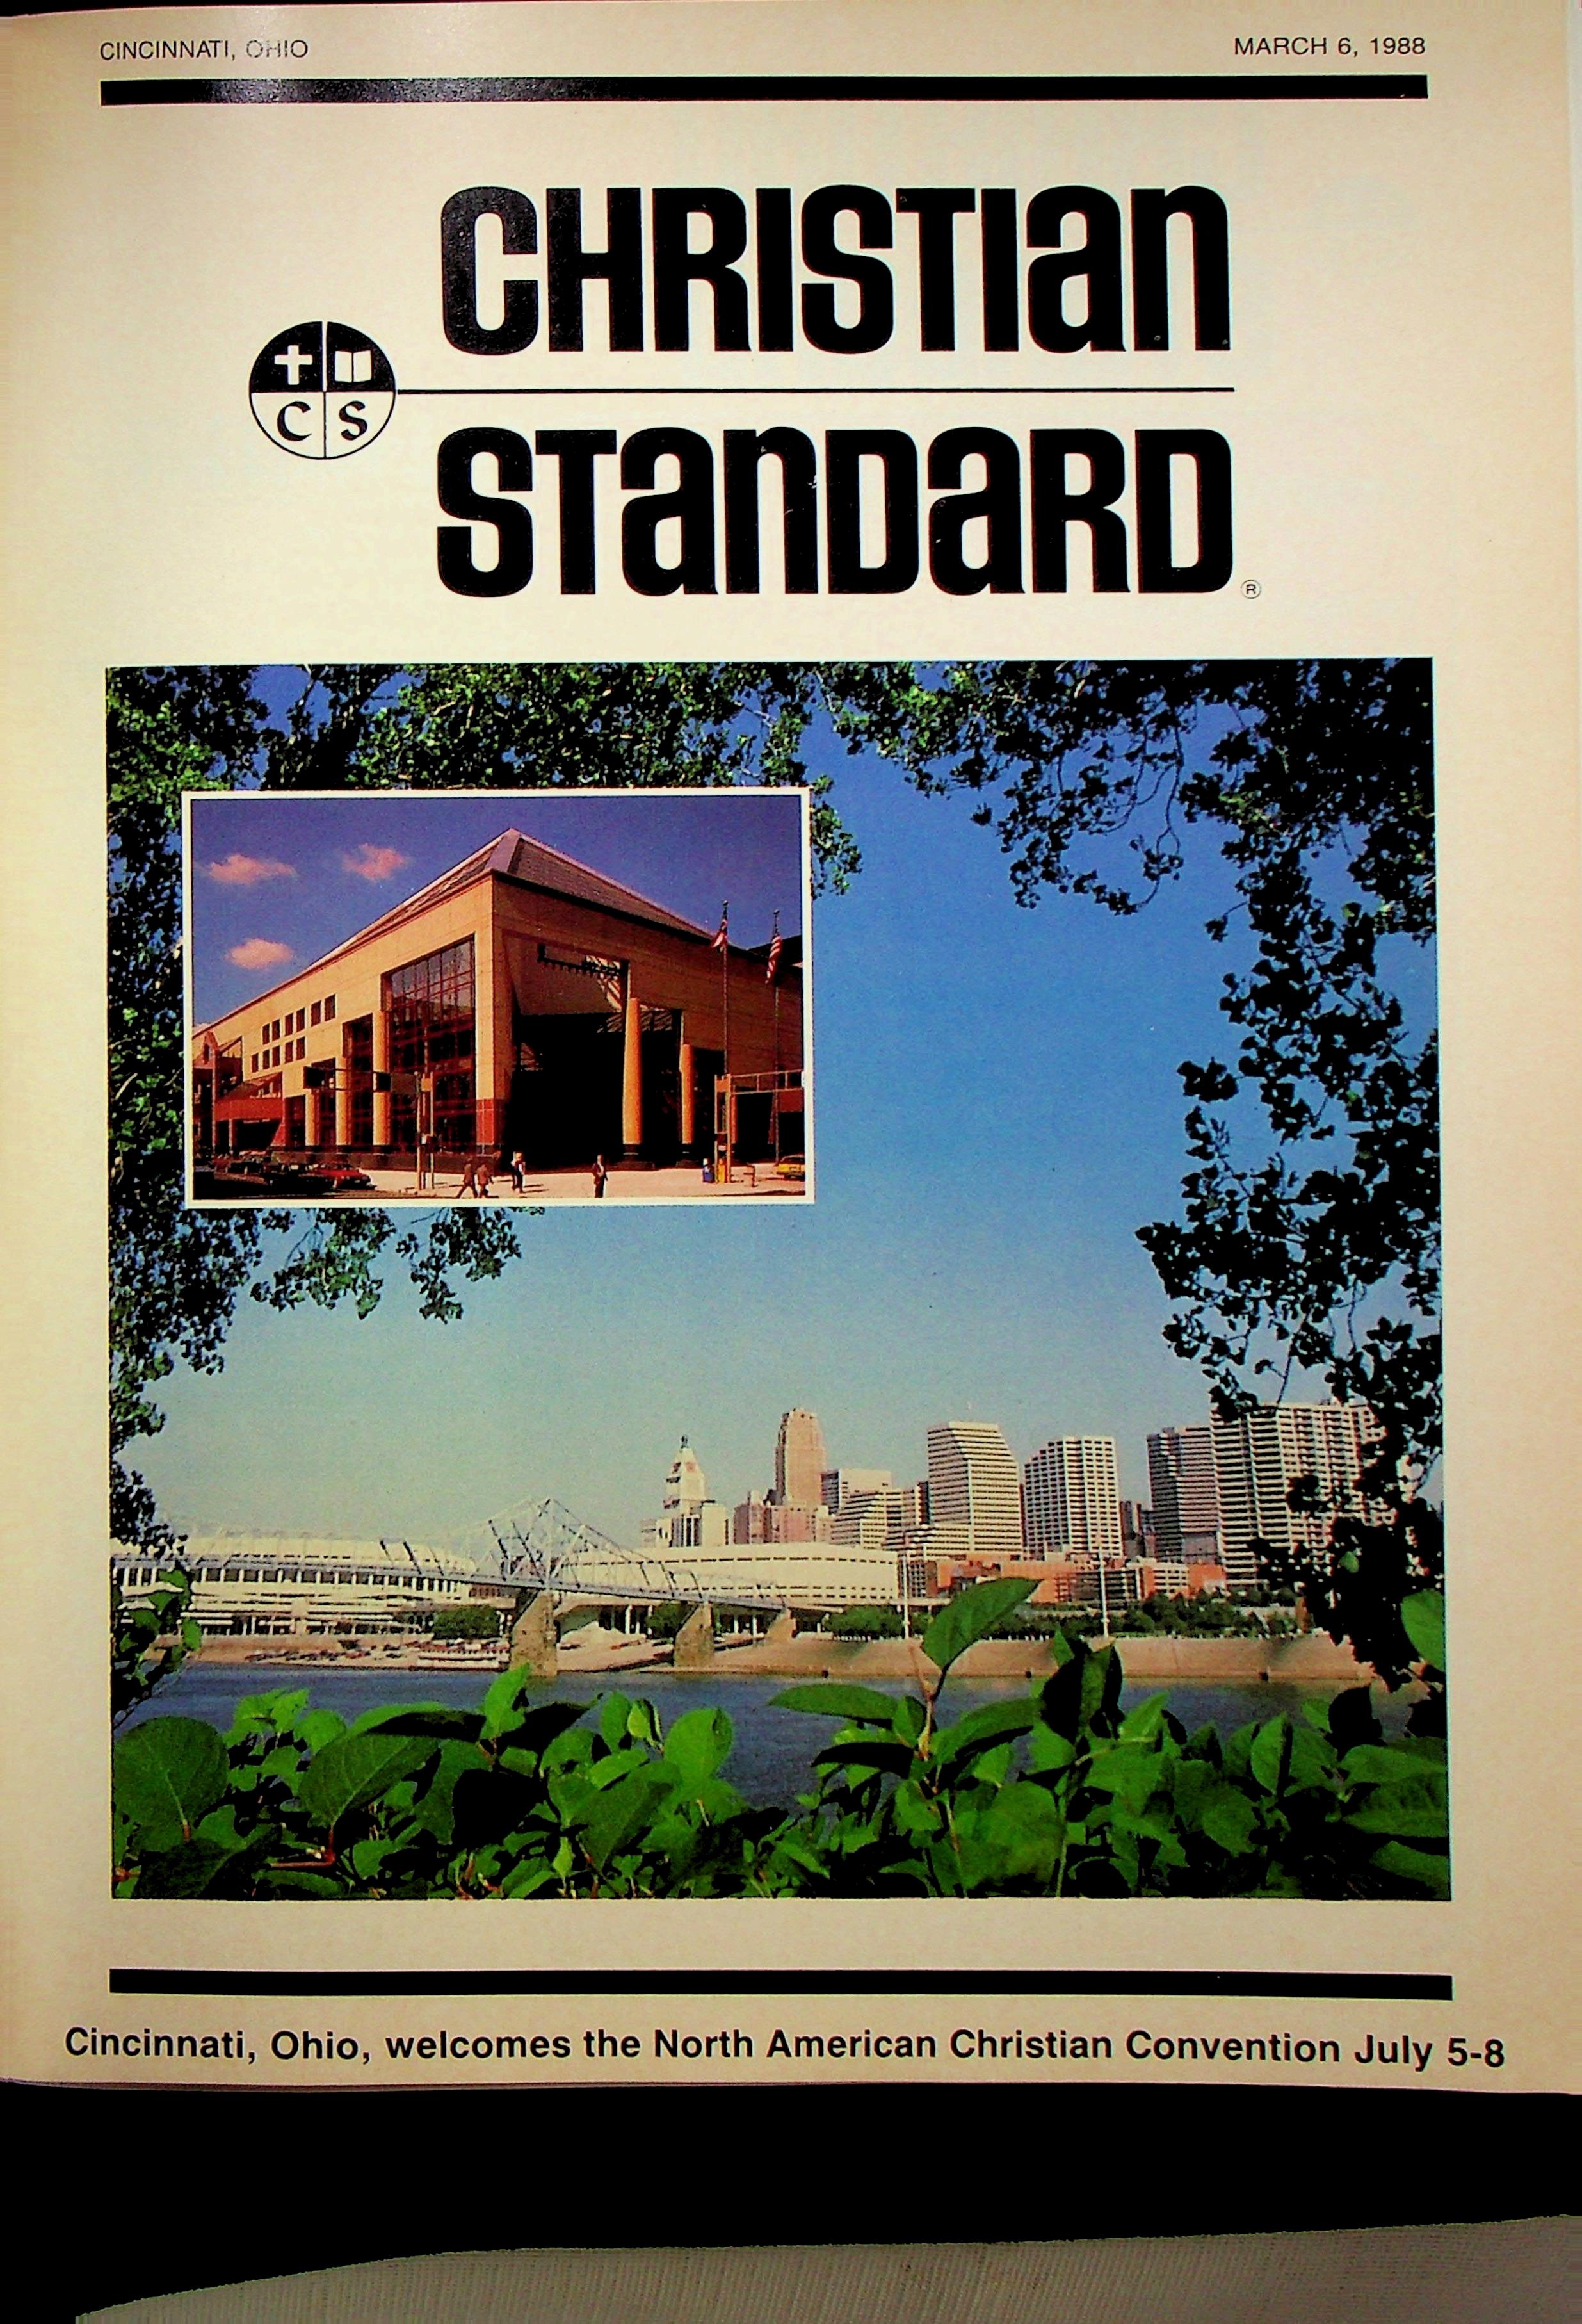 CINCINNATI, OHIO
MARCH 6, 1988
CHRISTIan
C S
STanDaRD®
Cincinnati, Ohio, welcomes the North American Christian Convention July 5-8